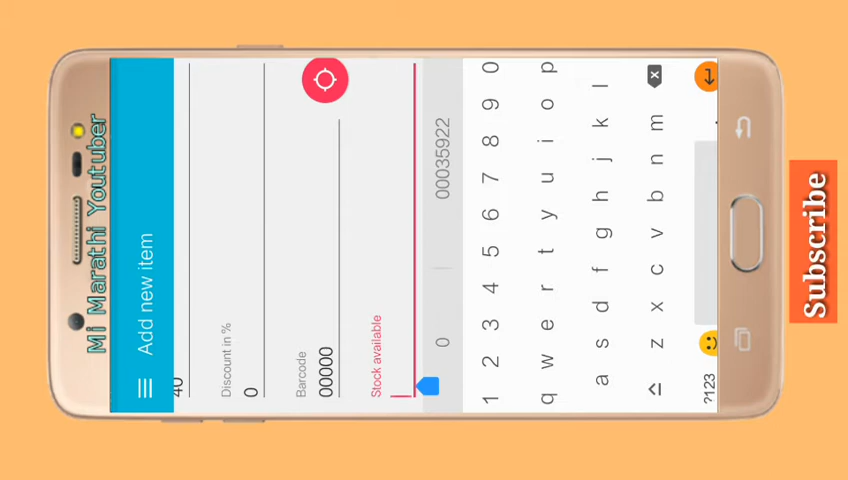 Mi Marathi Youtuber
Add new item
40
Discount in %
0
Barcode
00000
Stock available
0 00035922
1 2 3 4 5 6 7 8 9 0
q w e r t y u i o p
a s d f g h j k l
z x c v b n m
?123
Subscribe